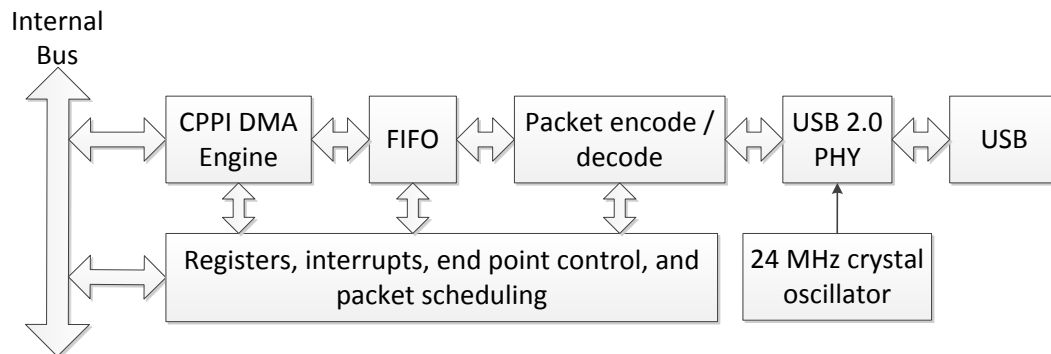 Internal
Bus
CPPI DMA
Engine
FIFO
Packet encode /
decode
USB 2.0
PHY
USB
Registers, interrupts, end point control, and
packet scheduling
24 MHz crystal
oscillator